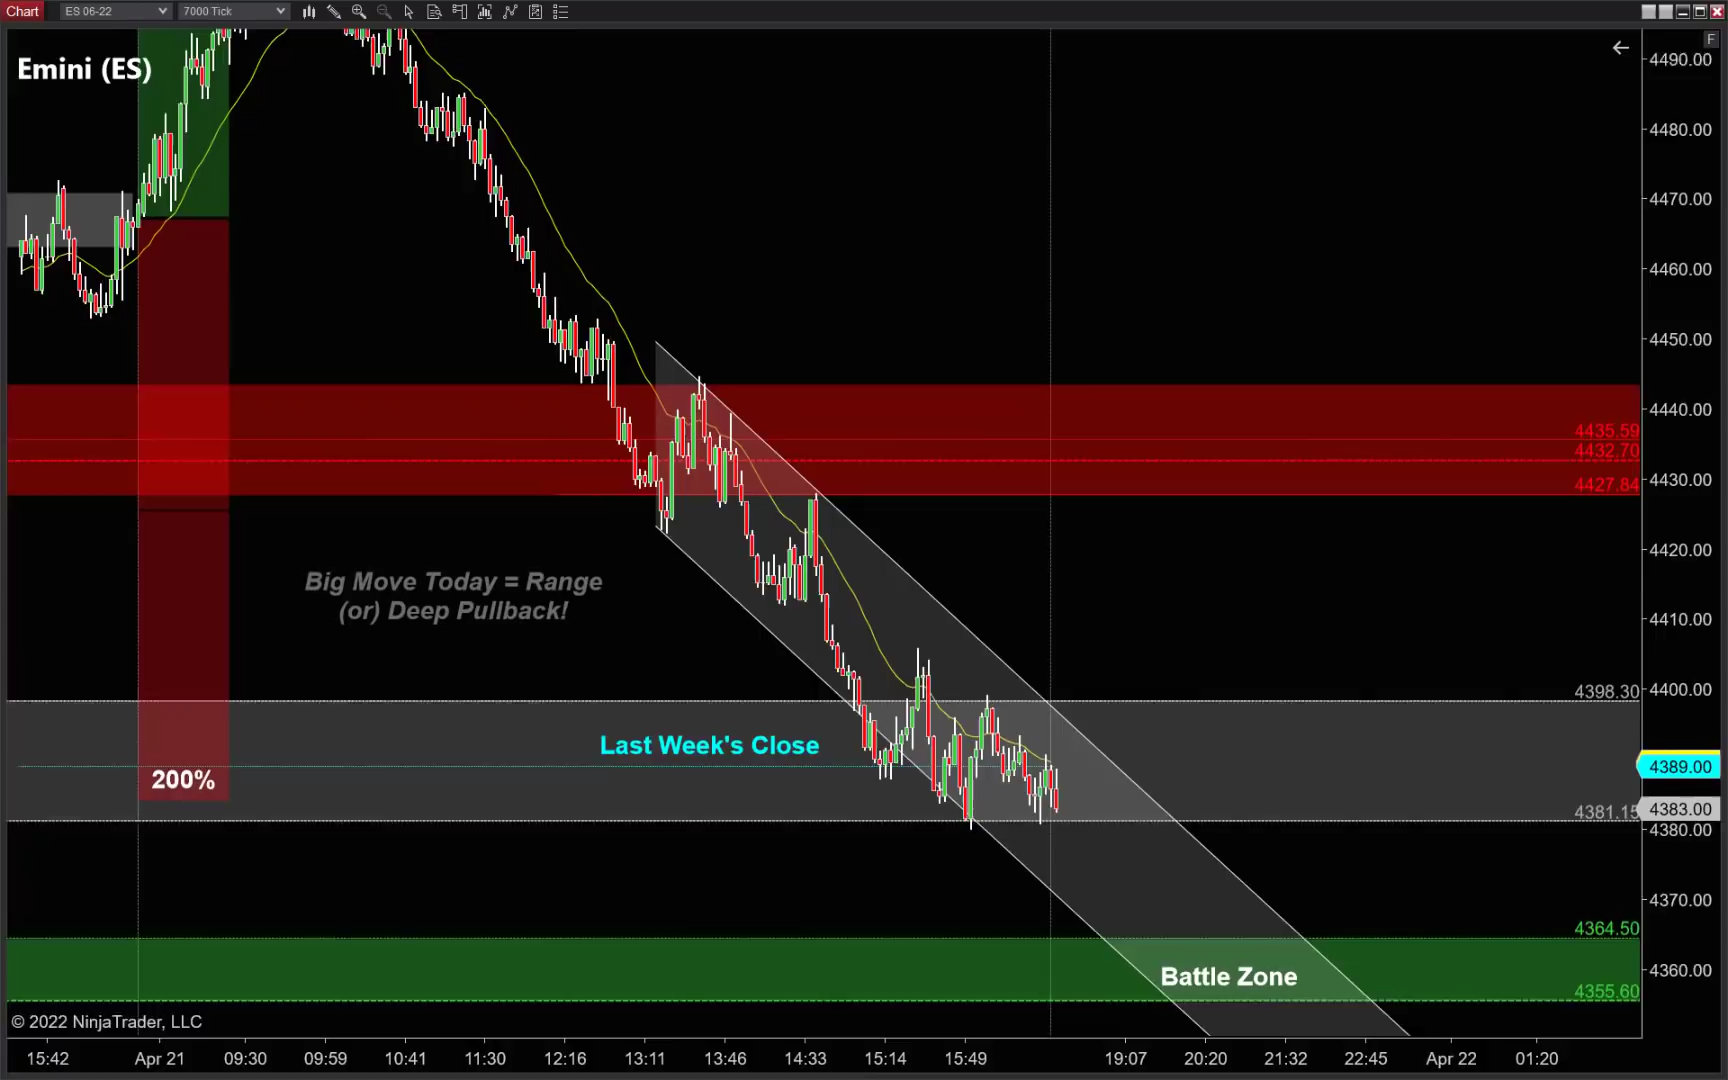 Chart
ES 06-22
7000 Tick
F
Emini (ES)
4490.00
4480.00
4470.00
4460.00
4450.00
4440.00
4435.59
4432.70
4430.00
4427.84
4420.00
Big Move Today = Range
(or) Deep Pullback!
4410.00
4398.30
4400.00
Last Week's Close
4389.00
200%
4381.15
4383.00
4380.00
4370.00
4364.50
Battle Zone
4360.00
4355.60
© 2022 NinjaTrader, LLC
15:42 Apr 21 09:30 09:59 10:41 11:30 12:16 13:11 13:46 14:33 15:14 15:49 19:07 20:20 21:32 22:45 Apr 22 01:20